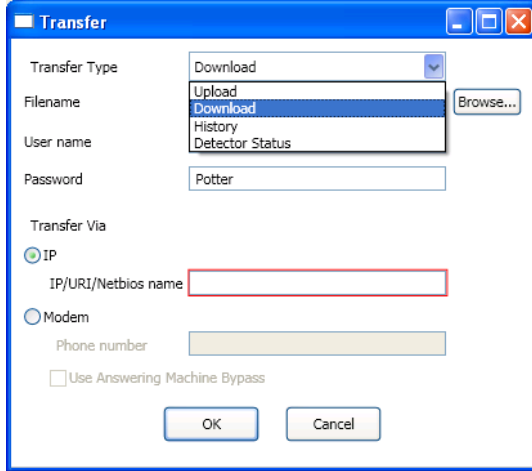 Transfer
Transfer Type Download
Upload
Filename Download Browse...
History
User name Detector Status
Password Potter
Transfer Via
IP
IP/URI/Netbios name
Modem
Phone number
Use Answering Machine Bypass
OK Cancel